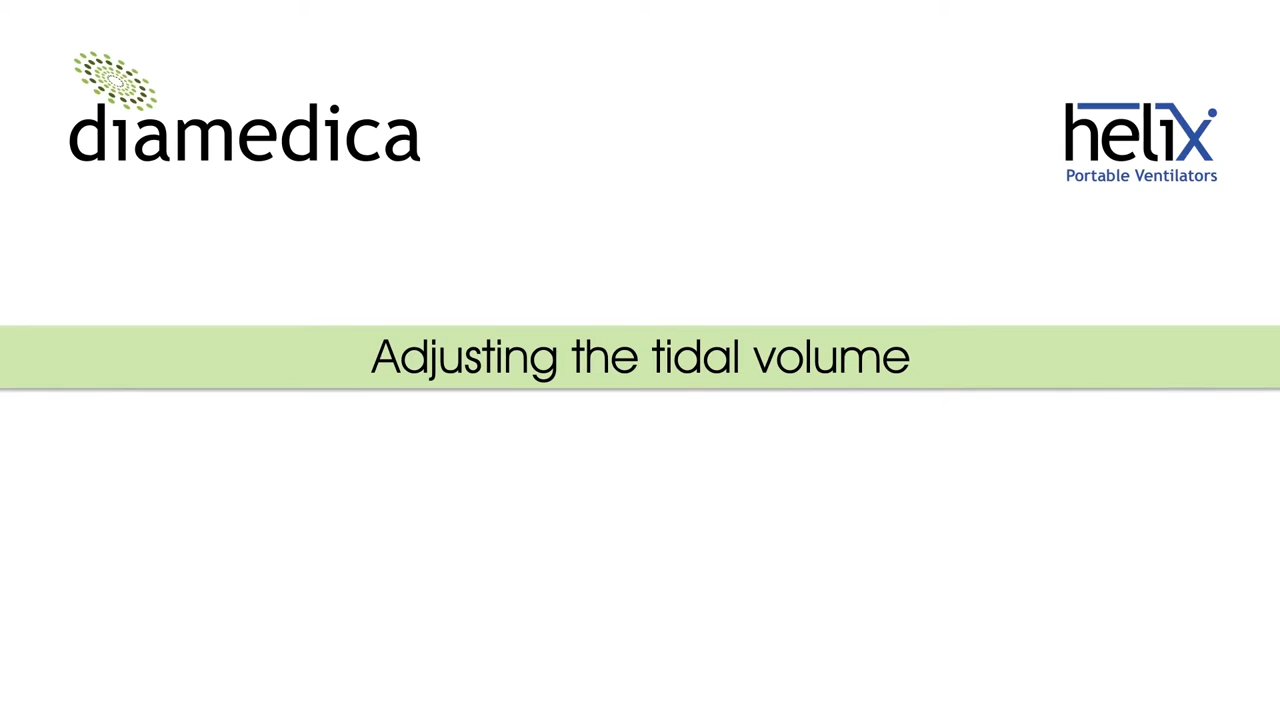 diamedica
helix
Portable Ventilators
Adjusting the tidal volume